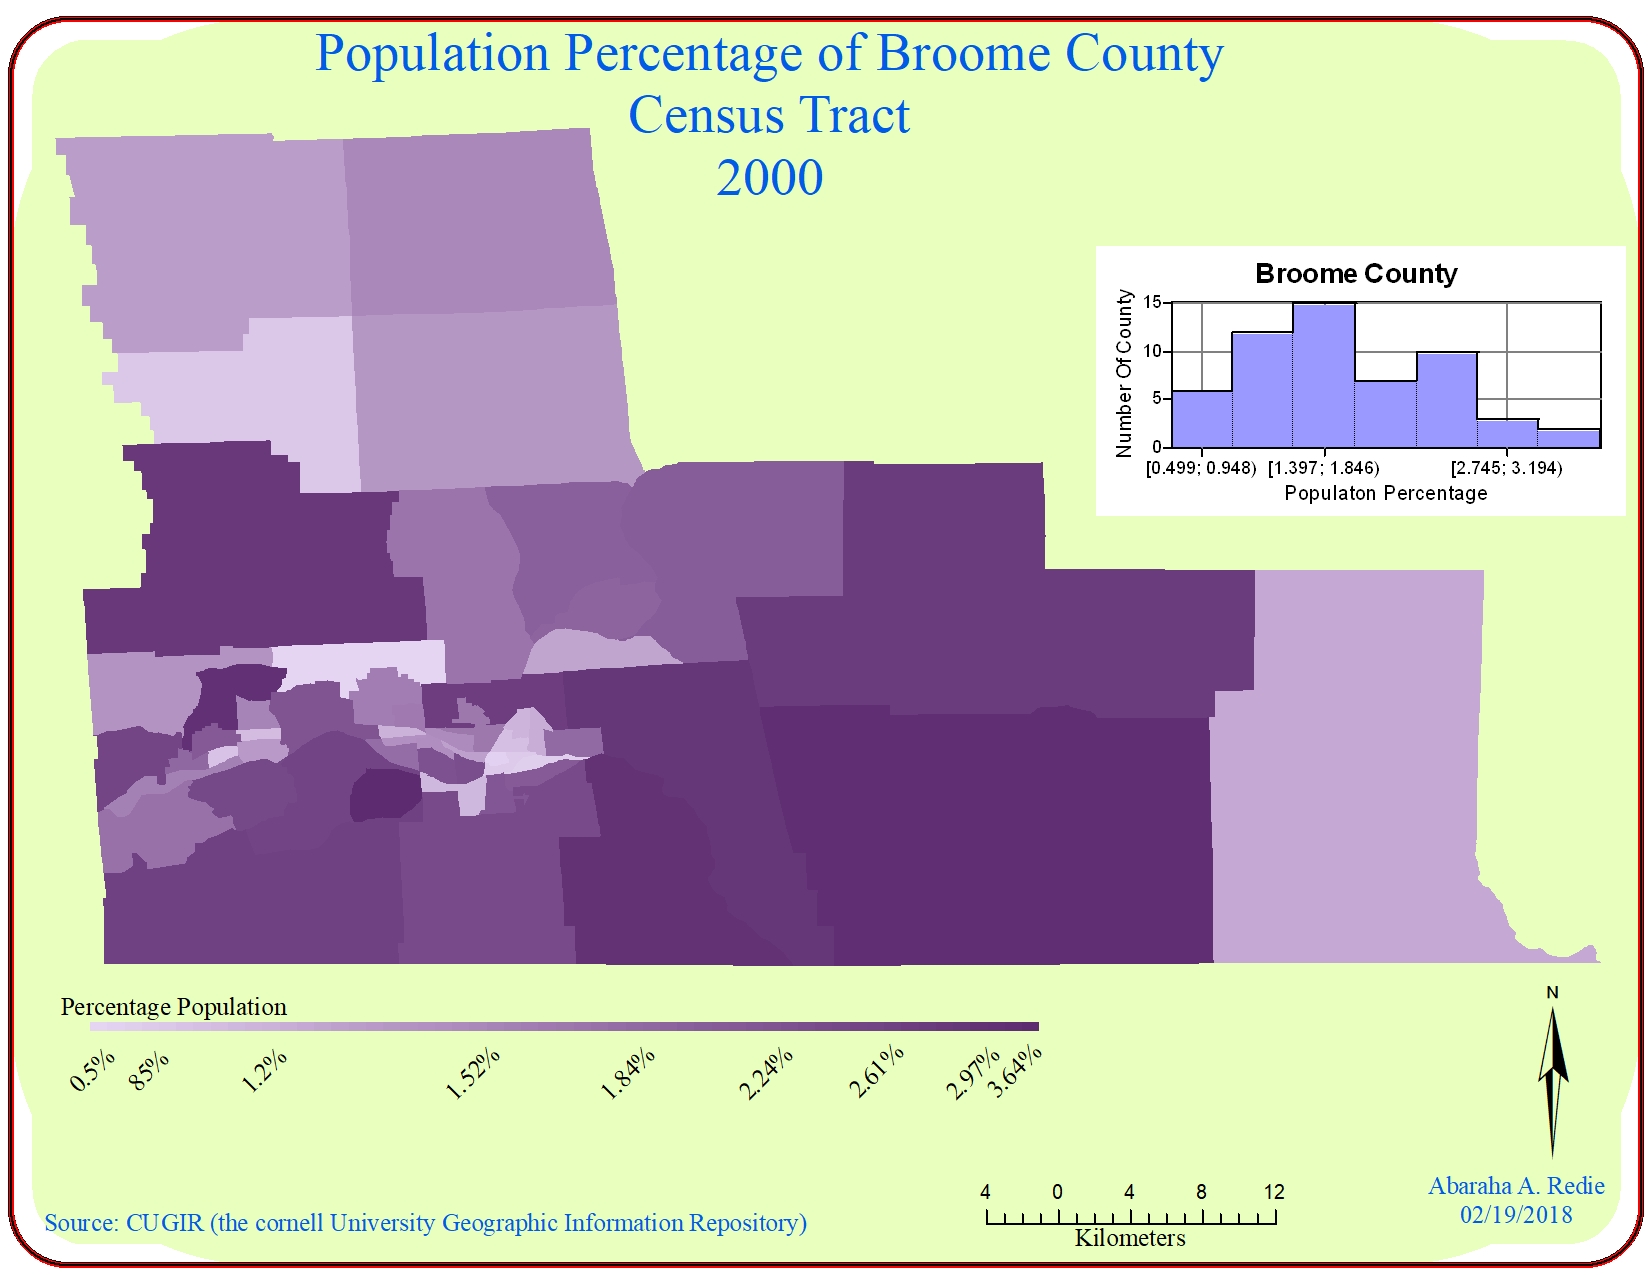 Population Percentage of Broome County
Census Tract
2000
Broome County
Number Of County
15
10
5
0
[0.499; 0.948) [1.397; 1.846) [2.745; 3.194)
Populaton Percentage
Percentage Population
0.5% 85% 1.2% 1.52% 1.84% 2.24% 2.61% 2.97% 3.64%
N
4 0 4 8 12
Kilometers
Abaraha A. Redie
02/19/2018
Source: CUGIR (the cornell University Geographic Information Repository)